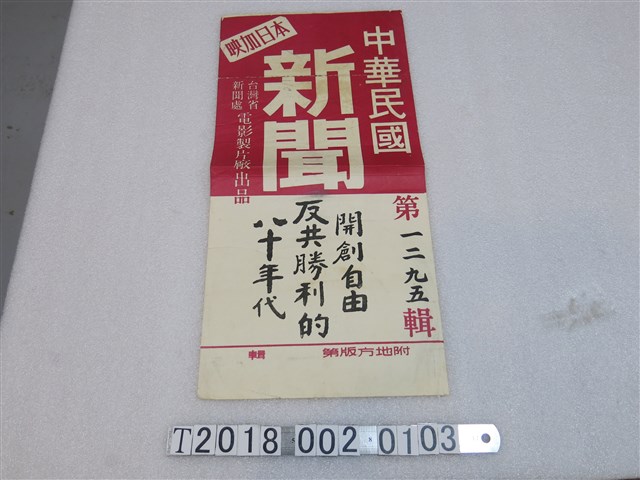 中華民國
新聞
本日加映
台灣省
新聞處
電影製片廠出品
第一二九五輯
開創自由
反共勝利的
八十年代
附地方版第 輯
T2018 002 0103